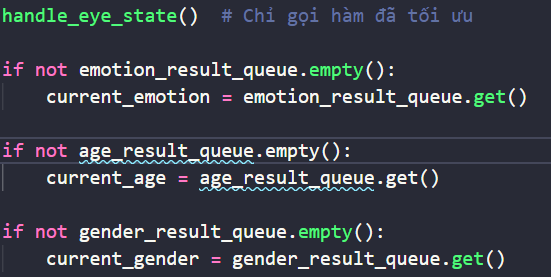 handle_eye_state()  # Chỉ gọi hàm đã tối ưu
if not emotion_result_queue.empty():
    current_emotion = emotion_result_queue.get()
if not age_result_queue.empty():
    current_age = age_result_queue.get()
if not gender_result_queue.empty():
    current_gender = gender_result_queue.get()